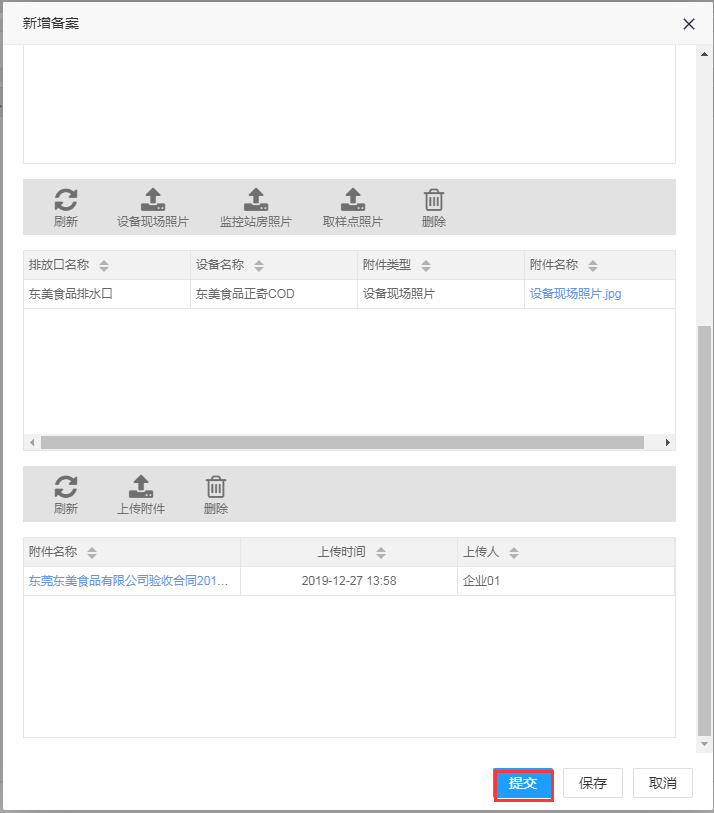 新增备案
刷新 设备现场照片 监控站房照片 取样点照片 删除
排放口名称 设备名称 附件类型 附件名称
东美食品排水口 东美食品正奇COD 设备现场照片 设备现场照片.jpg
刷新 上传附件 删除
附件名称 上传时间 上传人
东莞东美食品有限公司验收合同201... 2019-12-27 13:58 企业01
提交 保存 取消